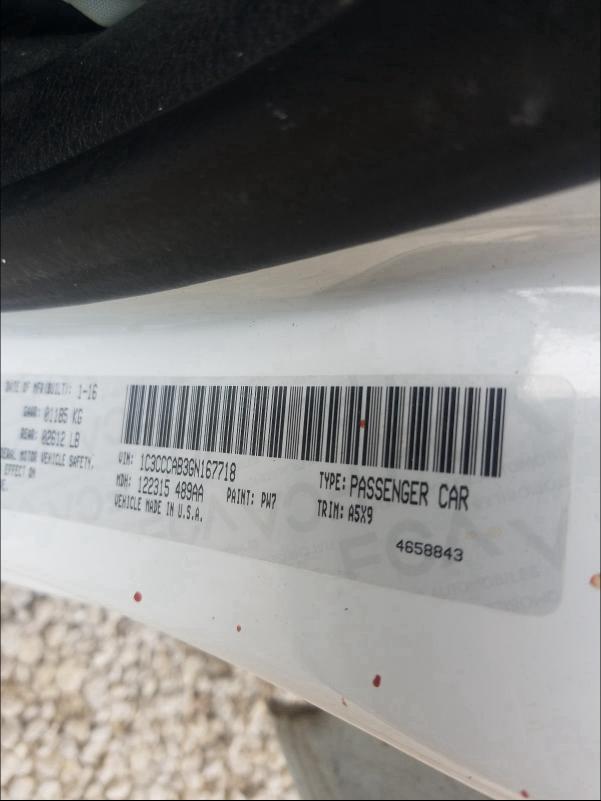 DATE OF MFR(BUILT): 1-16
GAWR: 01185 KG
REAR: 02612 LB
MOTOR VEHICLE SAFETY,
EFFECT ON
VIN: 1C3CCCAB3GN167718
MDH: 122315 489AA PAINT: PW7
VEHICLE MADE IN U.S.A.
TYPE: PASSENGER CAR
TRIM: A5X9
4658843